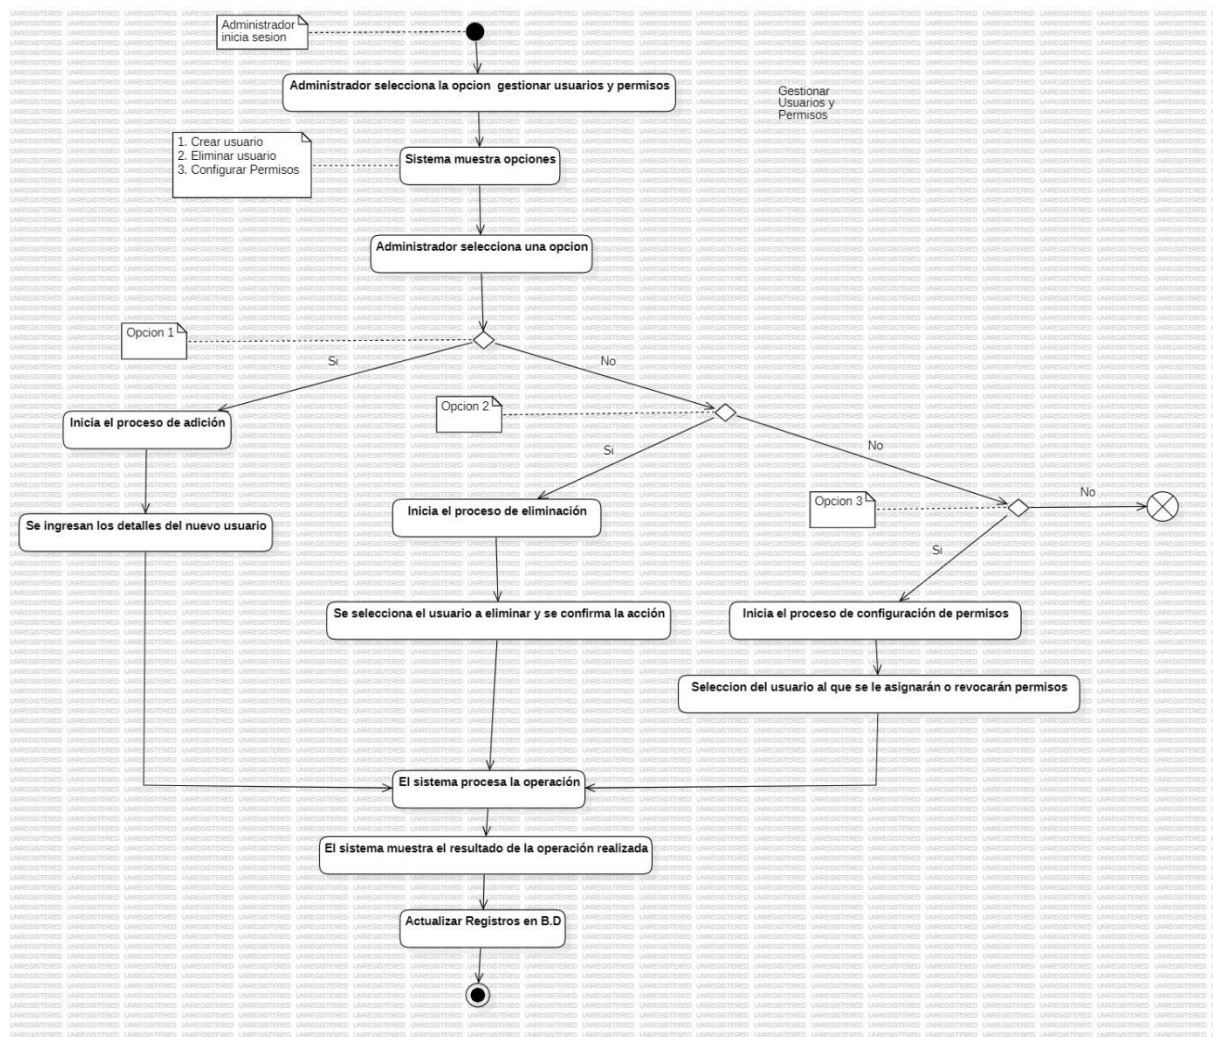 Administrador
inicia sesion
Administrador selecciona la opcion gestionar usuarios y permisos
Gestionar
Usuarios y
Permisos
1. Crear usuario
2. Eliminar usuario
3. Configurar Permisos
Sistema muestra opciones
Administrador selecciona una opcion
Opcion 1
Si
No
Opcion 2
Inicia el proceso de adición
Si
No
Opcion 3
No
Inicia el proceso de eliminación
Se ingresan los detalles del nuevo usuario
Si
Se selecciona el usuario a eliminar y se confirma la acción
Inicia el proceso de configuración de permisos
Seleccion del usuario al que se le asignarán o revocarán permisos
El sistema procesa la operación
El sistema muestra el resultado de la operación realizada
Actualizar Registros en B.D
UNREGISTERED